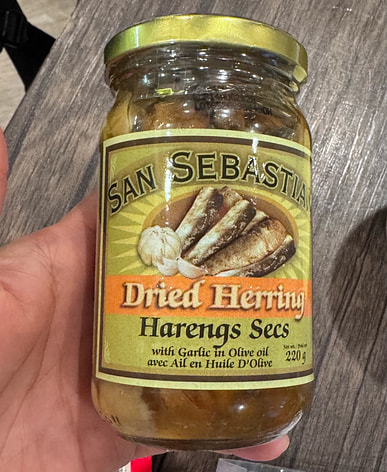 SAN SEBASTIA
Dried Herring
Harengs Secs
with Garlic in Olive oil
avec Ail en Huile D'Olive
220 g